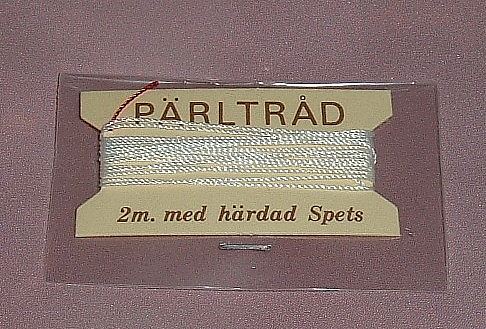 PÄRLTRÅD
2m. med härdad Spets